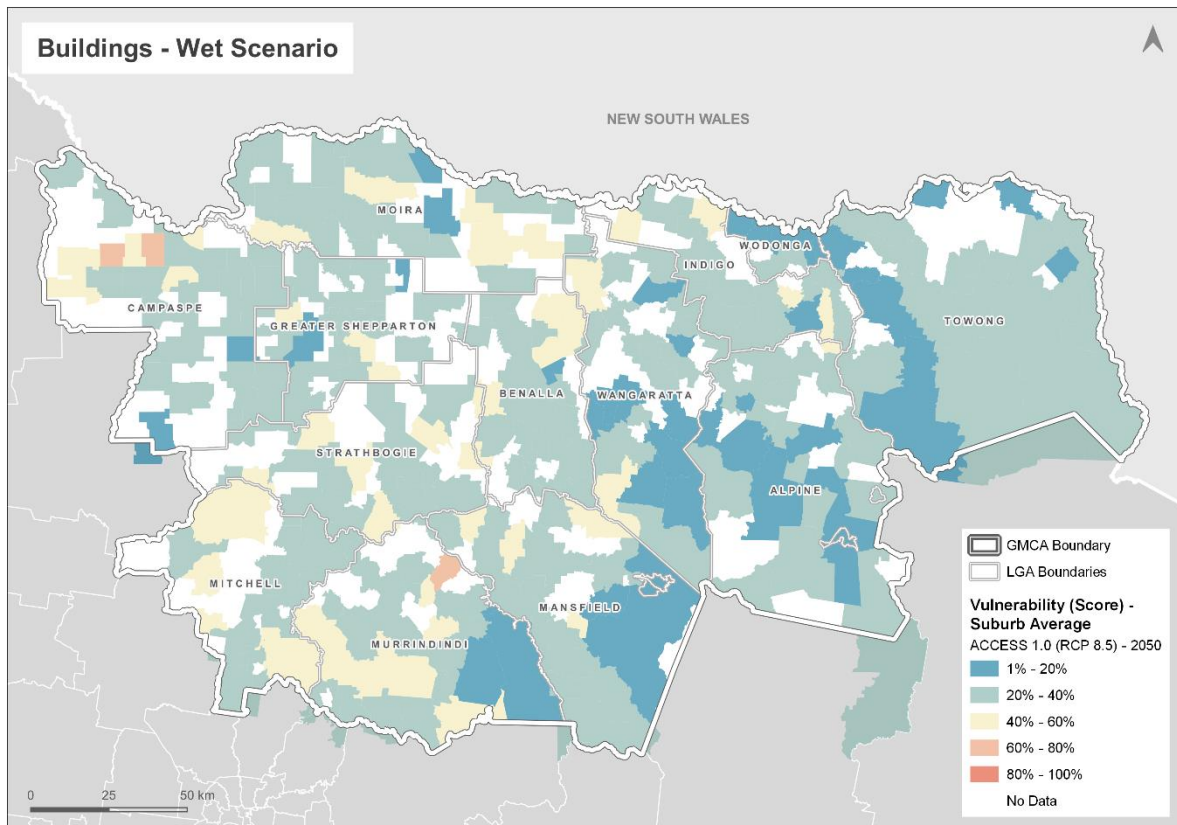 Buildings - Wet Scenario
NEW SOUTH WALES
MOIRA
WODONGA
INDIGO
CAMPASPE
GREATER SHEPPARTON
TOWONG
BENALLA
WANGARATTA
STRATHBOGIE
ALPINE
MITCHELL
MANSFIELD
MURRINDINDI
GMCA Boundary
LGA Boundaries
Vulnerability (Score) -
Suburb Average
ACCESS 1.0 (RCP 8.5) - 2050
1% - 20%
20% - 40%
40% - 60%
60% - 80%
80% - 100%
No Data
0 25 50 km